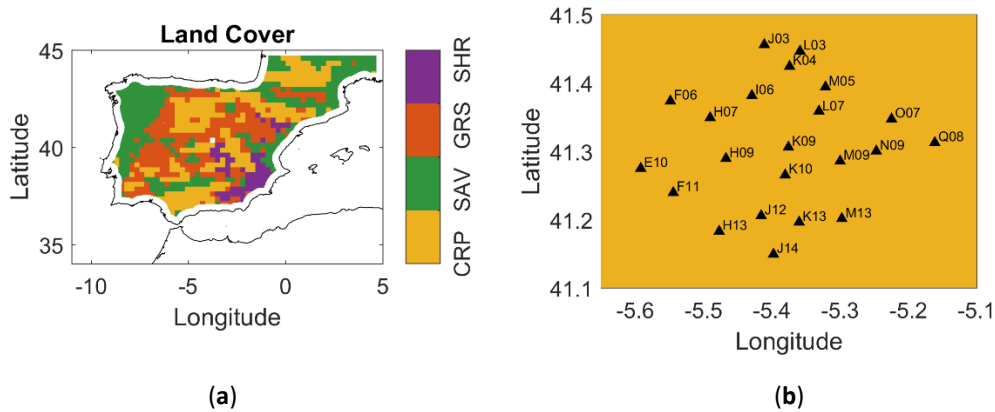 Land Cover
45
40
35
Latitude
-10
-5
0
5
Longitude
SHR
GRS
SAV
CRP
(a)
41.5
41.4
41.3
41.2
41.1
Latitude
J03
L03
K04
M05
F06
I06
L07
H07
O07
Q08
K09
N09
M09
H09
E10
K10
F11
J12
K13
M13
H13
J14
-5.6
-5.5
-5.4
-5.3
-5.2
-5.1
Longitude
(b)